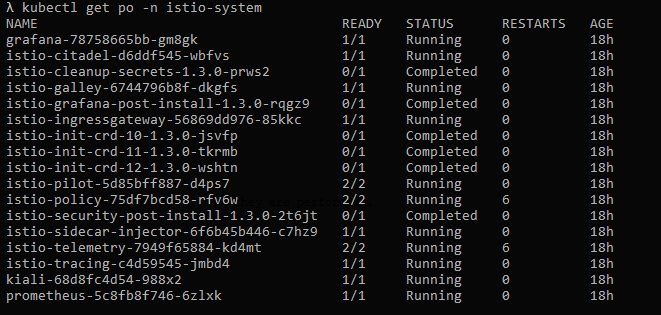 λ kubectl get po -n istio-system
NAME READY STATUS RESTARTS AGE
grafana-78758665bb-gm8gk 1/1 Running 0 18h
istio-citadel-d6ddf545-wbfvs 1/1 Running 0 18h
istio-cleanup-secrets-1.3.0-prws2 0/1 Completed 0 18h
istio-galley-6744796b8f-dkgfs 1/1 Running 0 18h
istio-grafana-post-install-1.3.0-rqgz9 0/1 Completed 0 18h
istio-ingressgateway-56869dd976-85kkc 1/1 Running 0 18h
istio-init-crd-10-1.3.0-jsvfp 0/1 Completed 0 18h
istio-init-crd-11-1.3.0-tkrmb 0/1 Completed 0 18h
istio-init-crd-12-1.3.0-wshtn 0/1 Completed 0 18h
istio-pilot-5d85bff887-d4ps7 2/2 Running 0 18h
istio-policy-75df7bcd58-rfv6w 2/2 Running 6 18h
istio-security-post-install-1.3.0-2t6jt 0/1 Completed 0 18h
istio-sidecar-injector-6f6b45b446-c7hz9 1/1 Running 0 18h
istio-telemetry-7949f65884-kd4mt 2/2 Running 6 18h
istio-tracing-c4d59545-jmbd4 1/1 Running 0 18h
kiali-68d8fc4d54-988x2 1/1 Running 0 18h
prometheus-5c8fb8f746-6zlxk 1/1 Running 0 18h